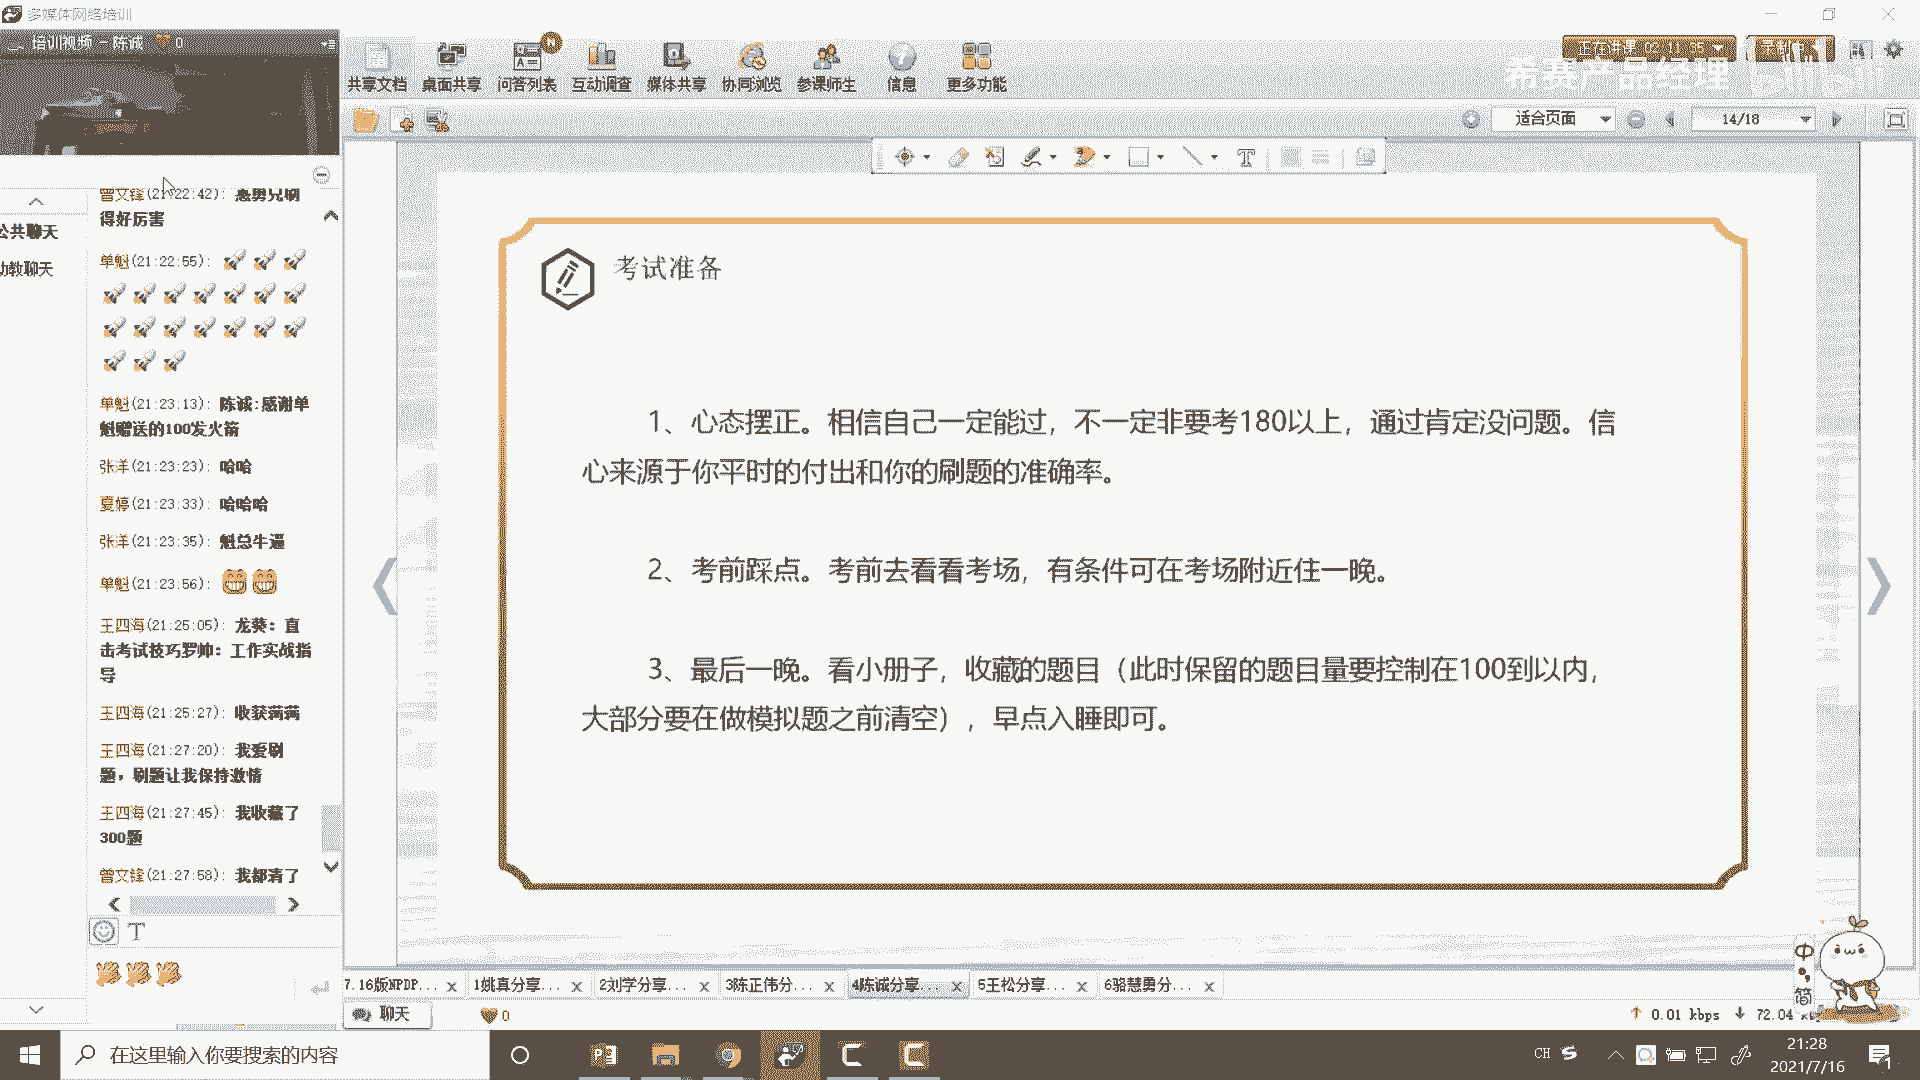 多媒体网络培训
培训视频 - 陈诚 0
共享文档 桌面共享 问答列表 互动调查 媒体共享 协同浏览 参课师生 信息 更多功能
正在讲课 02:11:35
希赛产品经理 bilibili
适合页面 14/18
公共聊天
助教聊天
曾文锋(21:22:42): 惠勇兄刷
得好厉害
单魁(21:22:55):
单魁(21:23:13): 陈诚:感谢单
魁赠送的100发火箭
张洋(21:23:23): 哈哈
夏婷(21:23:33): 哈哈哈
张洋(21:23:35): 魁总牛逼
单魁(21:23:56):
王四海(21:25:05): 龙葵：直
击考试技巧罗帅：工作实战指
导
王四海(21:25:27): 收获满满
王四海(21:27:20): 我爱刷
题，刷题让我保持激情
王四海(21:27:45): 我收藏了
300题
曾文锋(21:27:58): 我都清了
考试准备
1、心态摆正。相信自己一定能过，不一定非要考180以上，通过肯定没问题。信
心来源于你平时的付出和你的刷题的准确率。
2、考前踩点。考前去看看考场，有条件可在考场附近住一晚。
3、最后一晚。看小册子，收藏的题目（此时保留的题目量要控制在100到以内，
大部分要在做模拟题之前清空），早点入睡即可。
7.16版NPDP... 1姚真分享... 2刘学分享... 3陈正伟分... 4陈诚分享... 5王松分享... 6骆慧勇分...
聊天 0
0.01 kbps 72.04
中
简
在这里输入你要搜索的内容
CH
21:28
2021/7/16